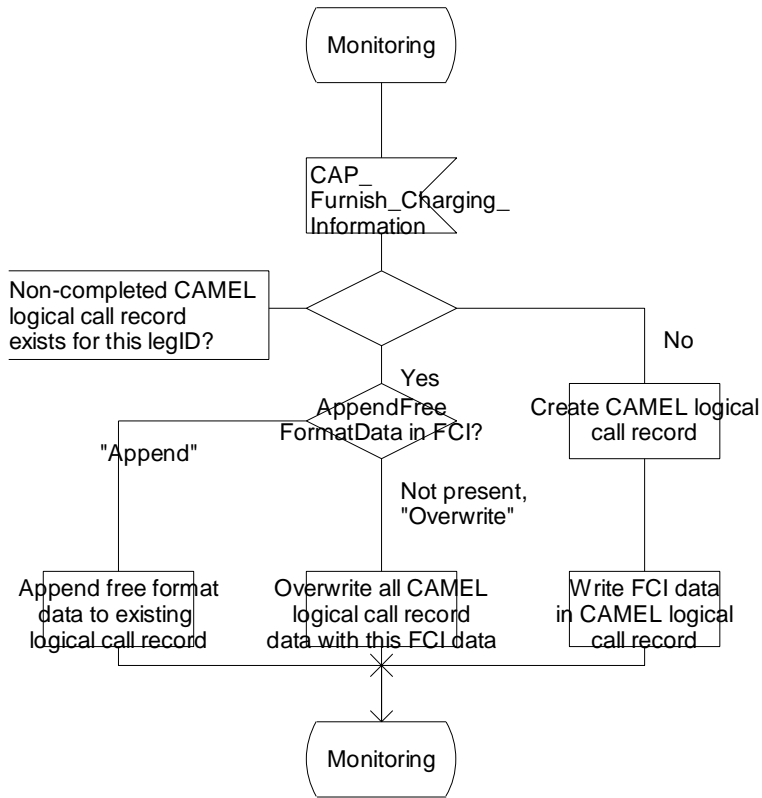 Monitoring
CAP_
Furnish_Charging_
Information
Non-completed CAMEL
logical call record
exists for this legID?
No
Yes
AppendFree
FormatData in FCI?
Create CAMEL logical
call record
"Append"
Not present,
"Overwrite"
Append free format
data to existing
logical call record
Overwrite all CAMEL
logical call record
data with this FCI data
Write FCI data
in CAMEL logical
call record
Monitoring